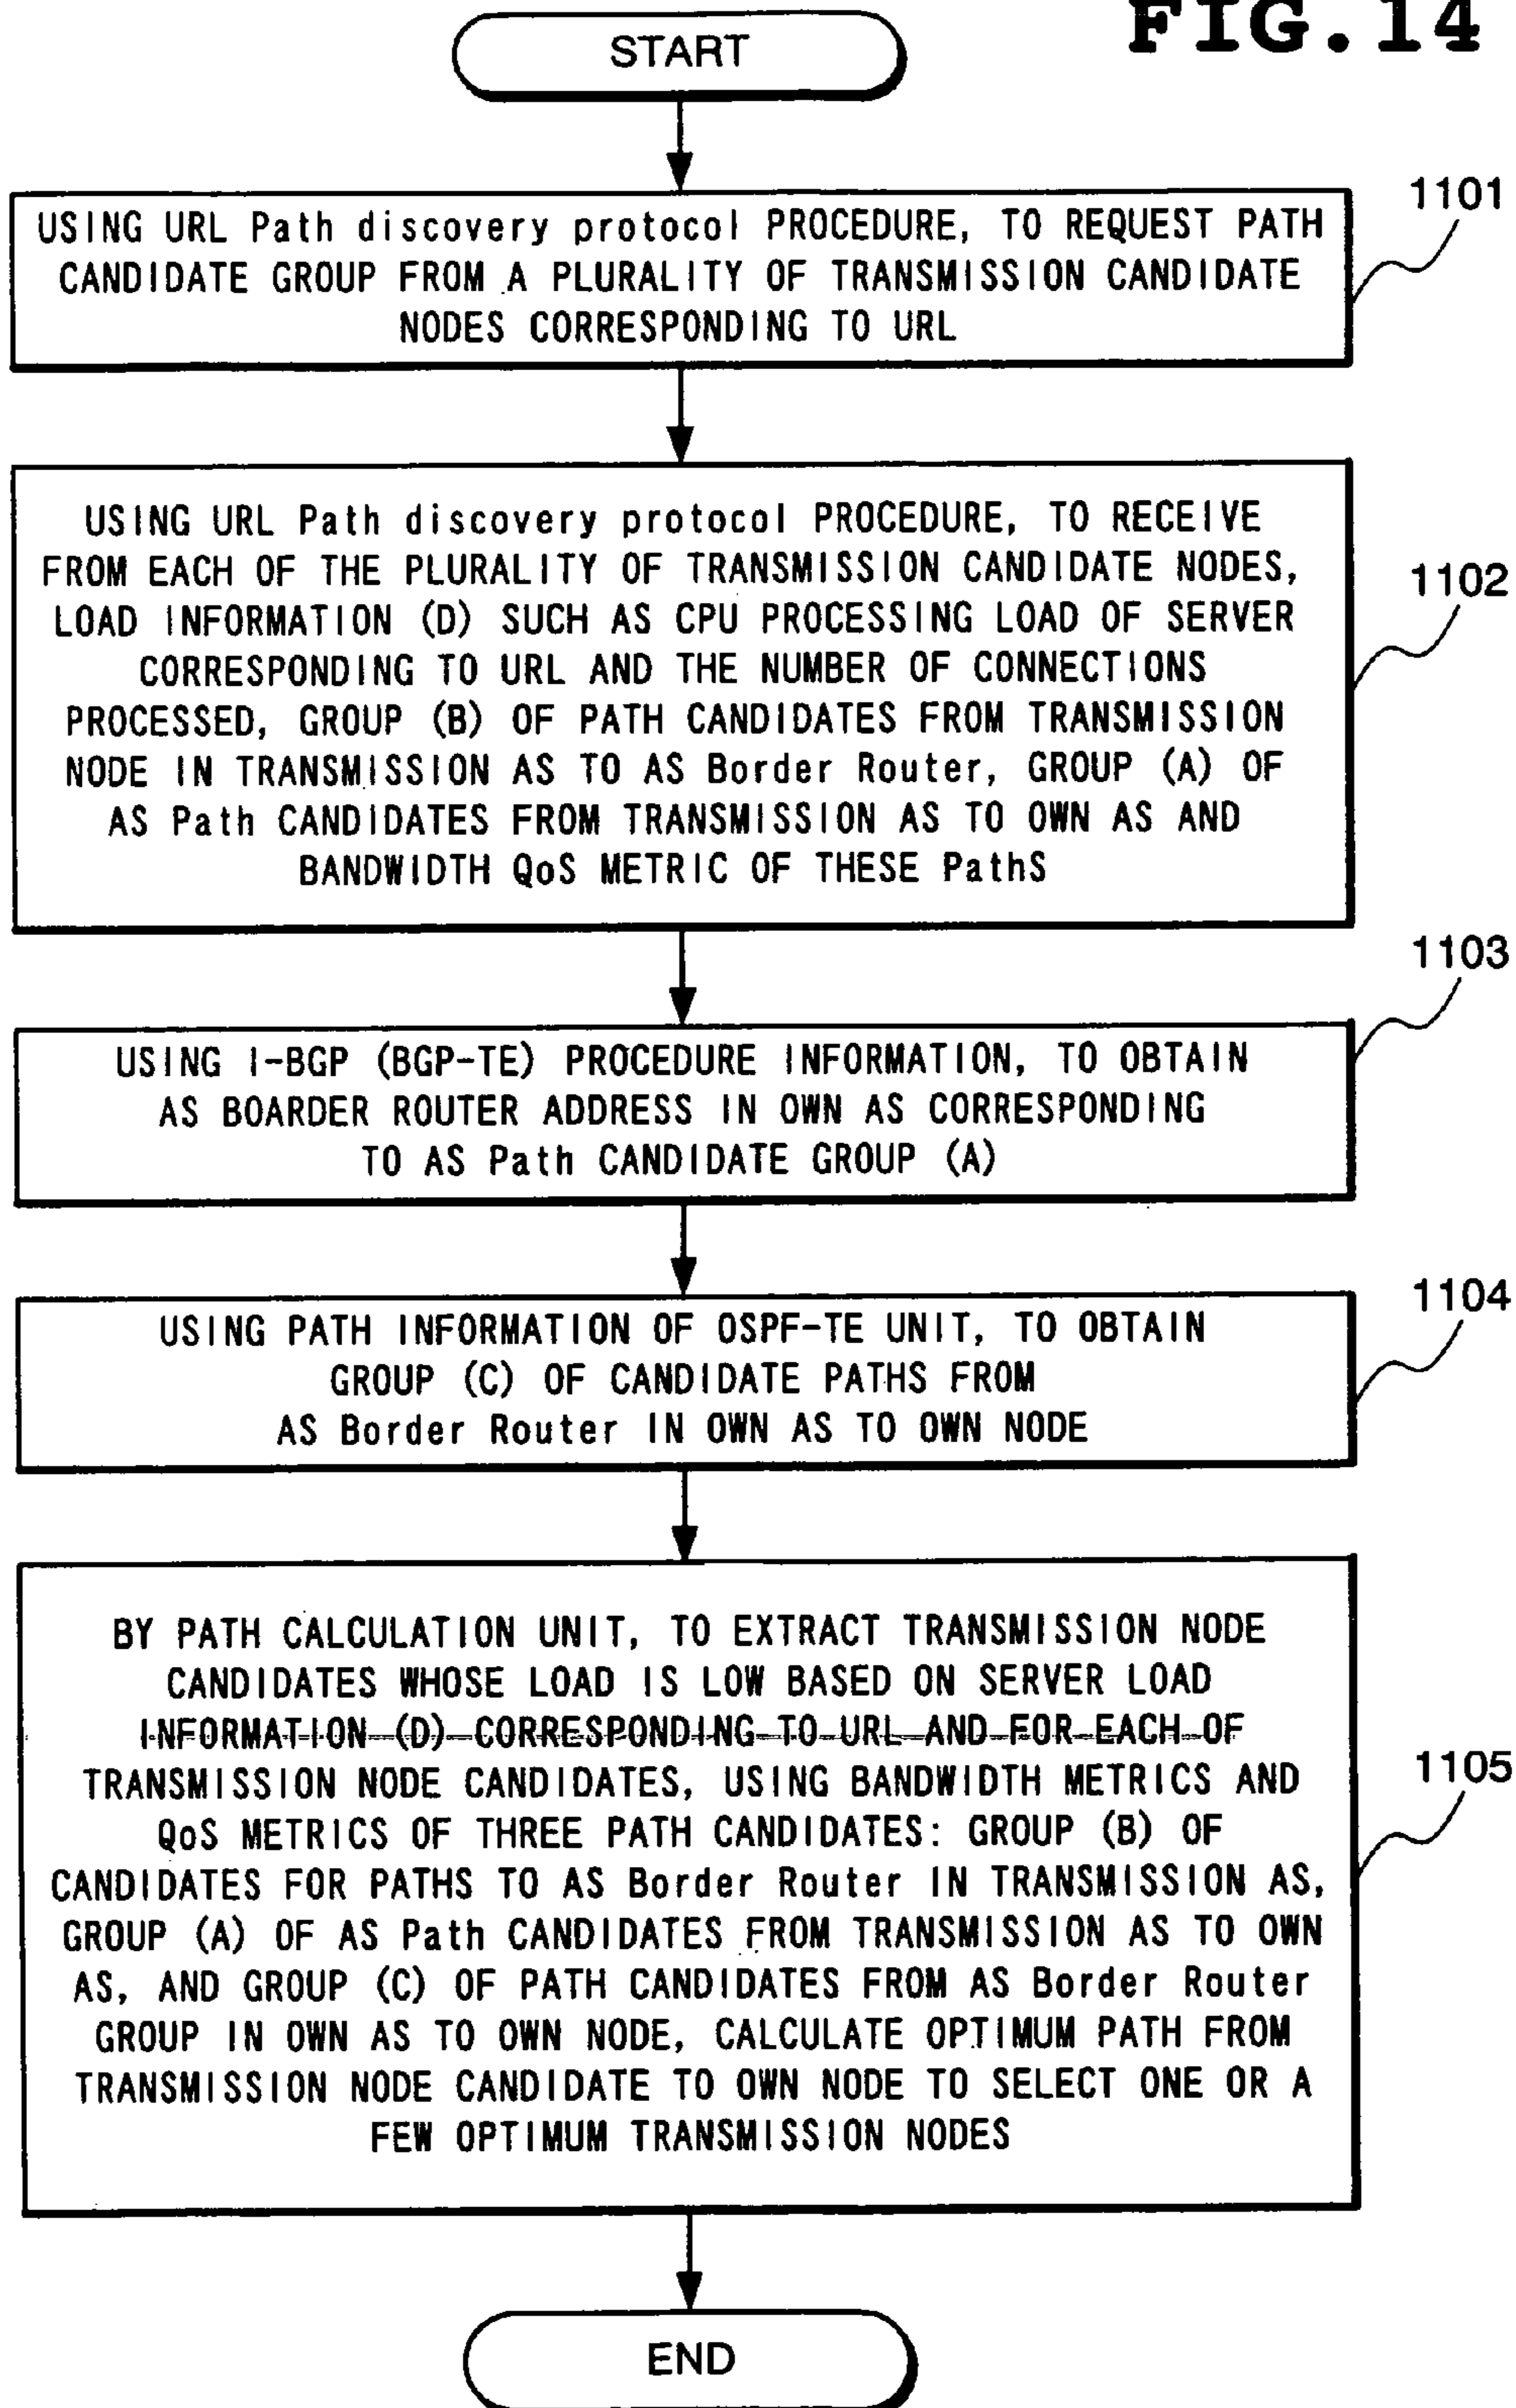 FIG.14
START
1101
USING URL Path discovery protocol PROCEDURE, TO REQUEST PATH
CANDIDATE GROUP FROM A PLURALITY OF TRANSMISSION CANDIDATE
NODES CORRESPONDING TO URL
1102
USING URL Path discovery protocol PROCEDURE, TO RECEIVE
FROM EACH OF THE PLURALITY OF TRANSMISSION CANDIDATE NODES,
LOAD INFORMATION (D) SUCH AS CPU PROCESSING LOAD OF SERVER
CORRESPONDING TO URL AND THE NUMBER OF CONNECTIONS
PROCESSED, GROUP (B) OF PATH CANDIDATES FROM TRANSMISSION
NODE IN TRANSMISSION AS TO AS Border Router, GROUP (A) OF
AS Path CANDIDATES FROM TRANSMISSION AS TO OWN AS AND
BANDWIDTH QoS METRIC OF THESE PathS
1103
USING I-BGP (BGP-TE) PROCEDURE INFORMATION, TO OBTAIN
AS BOARDER ROUTER ADDRESS IN OWN AS CORRESPONDING
TO AS Path CANDIDATE GROUP (A)
1104
USING PATH INFORMATION OF OSPF-TE UNIT, TO OBTAIN
GROUP (C) OF CANDIDATE PATHS FROM
AS Border Router IN OWN AS TO OWN NODE
1105
BY PATH CALCULATION UNIT, TO EXTRACT TRANSMISSION NODE
CANDIDATES WHOSE LOAD IS LOW BASED ON SERVER LOAD
INFORMATION (D) CORRESPONDING TO URL AND FOR EACH OF
TRANSMISSION NODE CANDIDATES, USING BANDWIDTH METRICS AND
QoS METRICS OF THREE PATH CANDIDATES: GROUP (B) OF
CANDIDATES FOR PATHS TO AS Border Router IN TRANSMISSION AS,
GROUP (A) OF AS Path CANDIDATES FROM TRANSMISSION AS TO OWN
AS, AND GROUP (C) OF PATH CANDIDATES FROM AS Border Router
GROUP IN OWN AS TO OWN NODE, CALCULATE OPTIMUM PATH FROM
TRANSMISSION NODE CANDIDATE TO OWN NODE TO SELECT ONE OR A
FEW OPTIMUM TRANSMISSION NODES
END